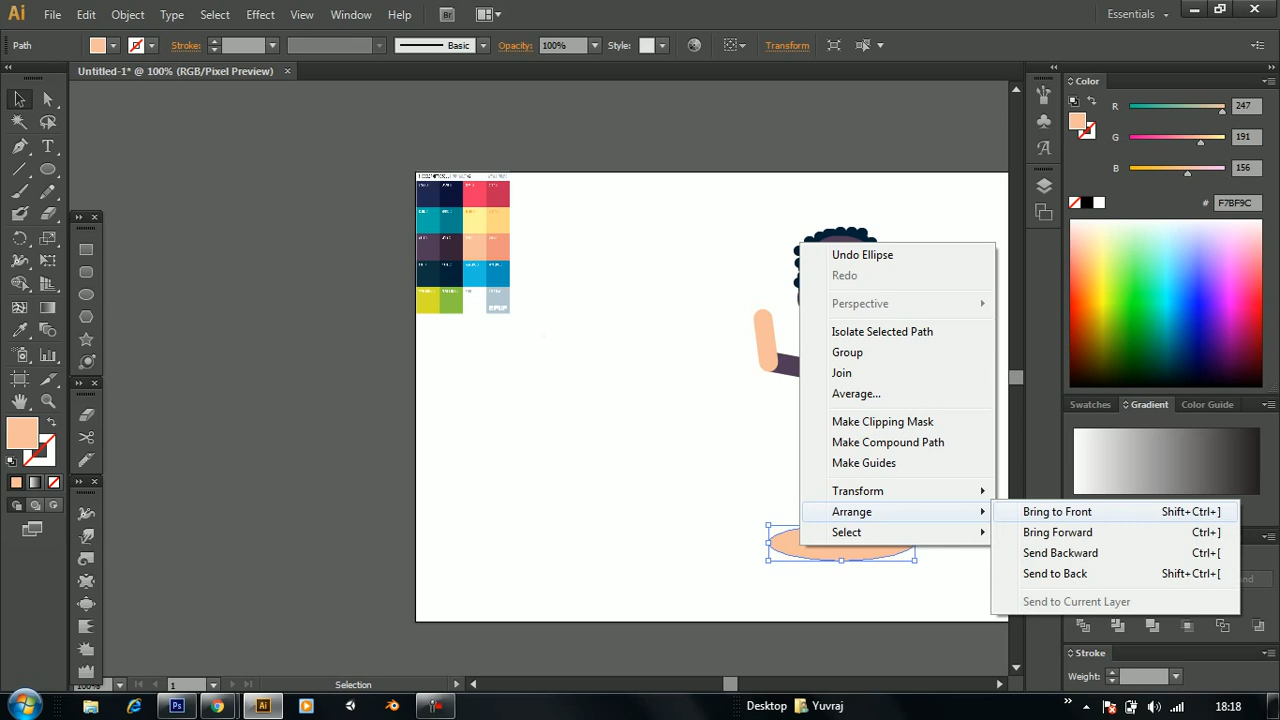 Ai File Edit Object Type Select Effect View Window Help Br Essentials
Path Stroke: Basic Opacity: 100% Style: Transform
Untitled-1* @ 100% (RGB/Pixel Preview)
Color
R 247
G 191
B 156
# F7BF9C
Swatches Gradient Color Guide
Undo Ellipse
Redo
Perspective
Isolate Selected Path
Group
Join
Average...
Make Clipping Mask
Make Compound Path
Make Guides
Transform
Arrange
Select
Bring to Front Shift+Ctrl+]
Bring Forward Ctrl+]
Send Backward Ctrl+[
Send to Back Shift+Ctrl+[
Send to Current Layer
Stroke
Weight:
100% 1 Selection
Ps Ai Desktop Yuvraj 18:18